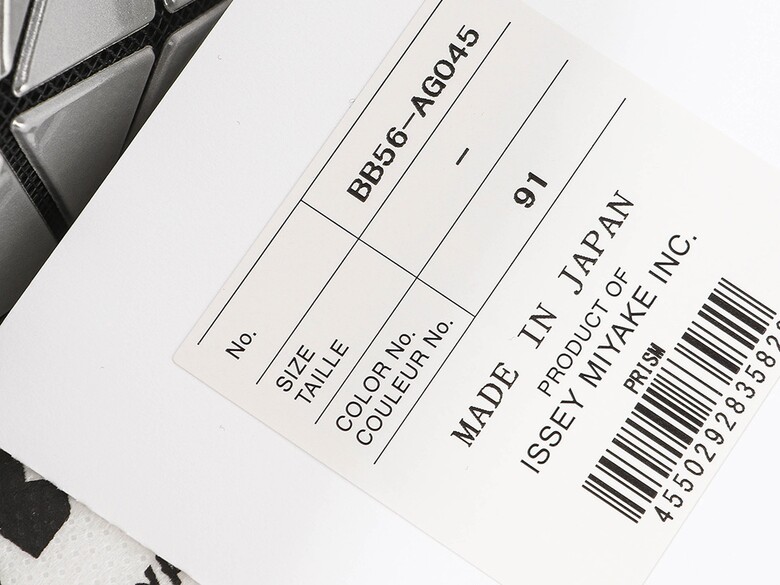 No. BB56-AG045
SIZE -
TAILLE
COLOR No. 91
COULEUR No.
MADE IN JAPAN
PRODUCT OF
ISSEY MIYAKE INC.
PRISM
455029283582